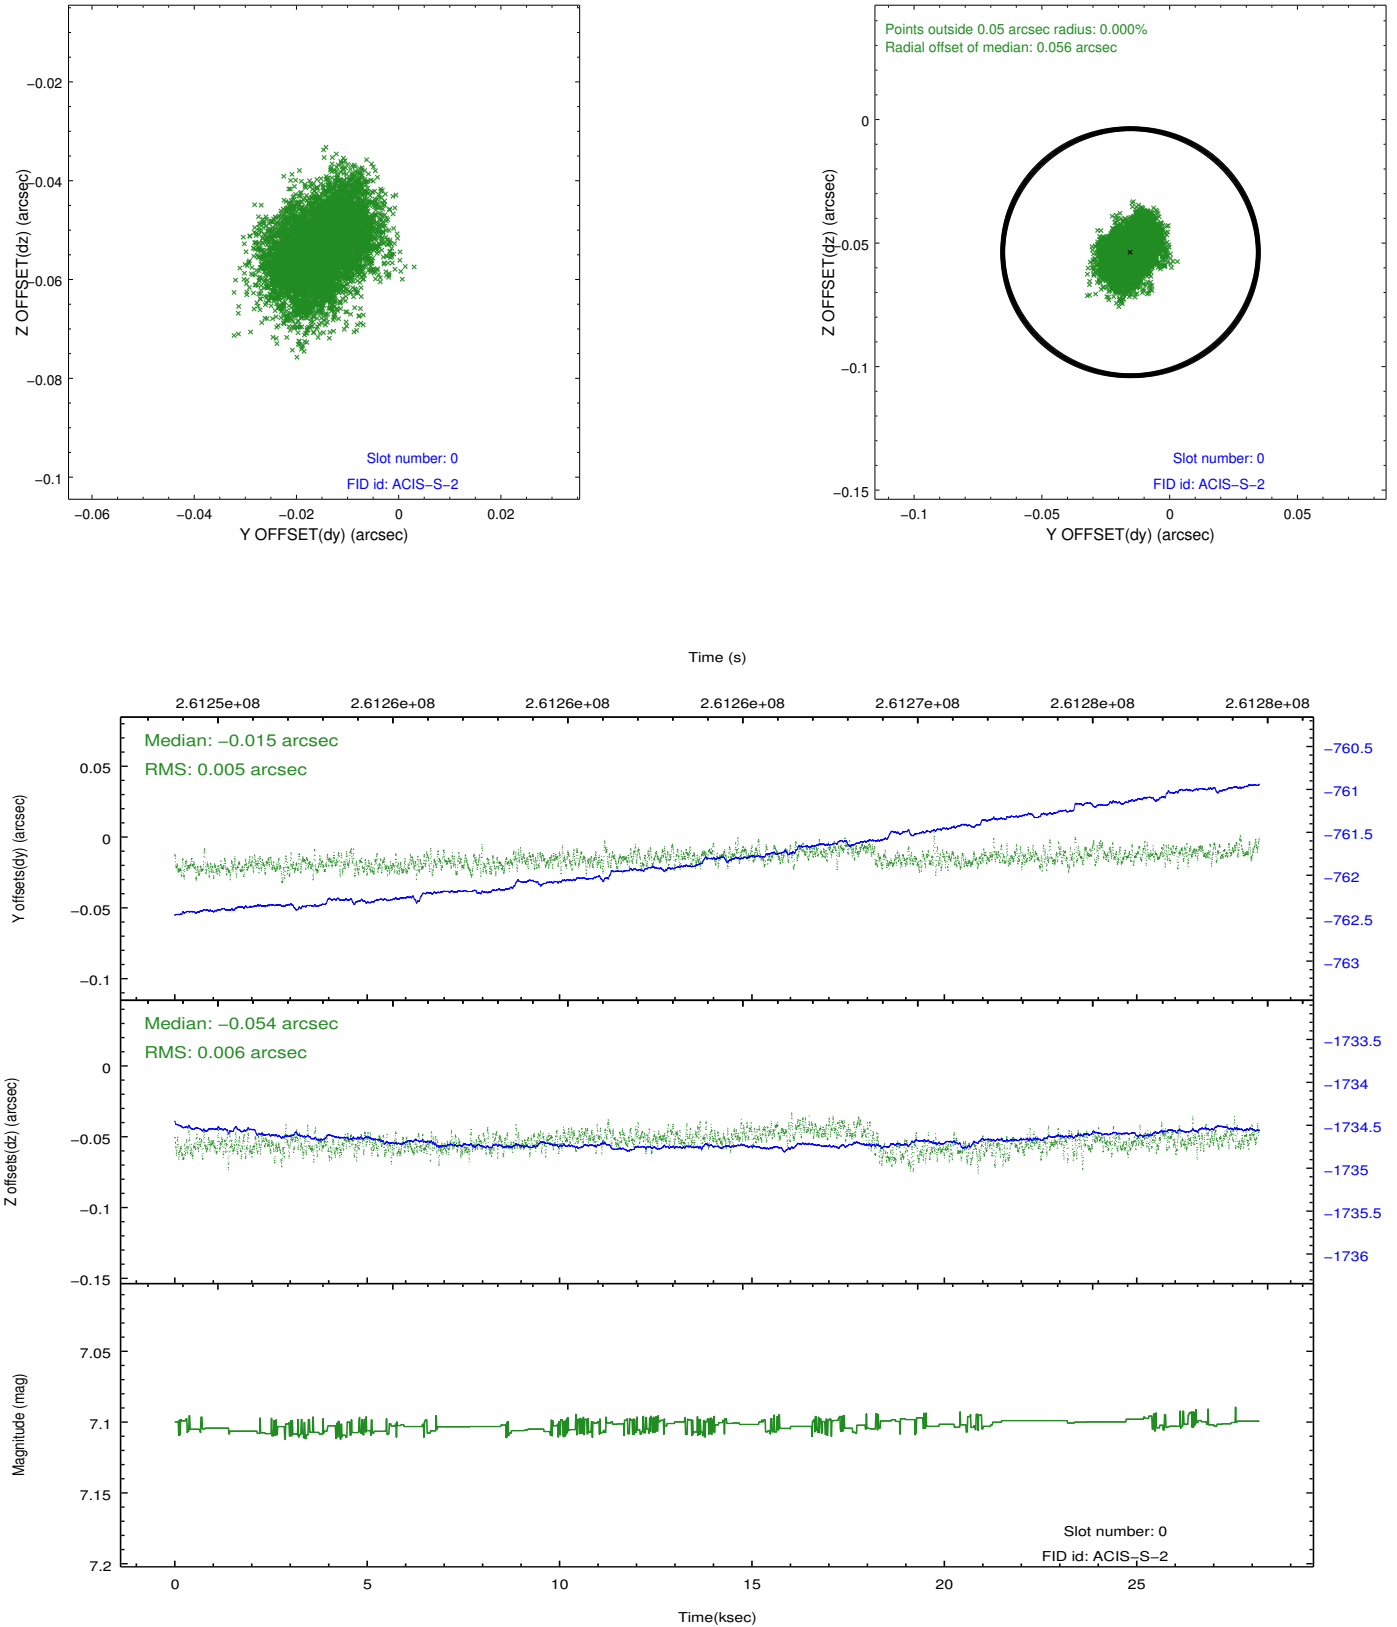 −0.02
−0.04
−0.06
−0.08
−0.1
Z OFFSET(dz) (arcsec)
Slot number: 0
FID id: ACIS−S−2
−0.06
−0.04
−0.02
0
0.02
Y OFFSET(dy) (arcsec)
Points outside 0.05 arcsec radius: 0.000%
Radial offset of median: 0.056 arcsec
0
−0.05
−0.1
−0.15
Z OFFSET(dz) (arcsec)
Slot number: 0
FID id: ACIS−S−2
−0.1
−0.05
0
0.05
Y OFFSET(dy) (arcsec)
Time (s)
2.6125e+08
2.6126e+08
2.6126e+08
2.6126e+08
2.6127e+08
2.6128e+08
2.6128e+08
Median: −0.015 arcsec
RMS: 0.005 arcsec
0.05
0
−0.05
−0.1
Y offsets(dy) (arcsec)
−760.5
−761
−761.5
−762
−762.5
−763
Median: −0.054 arcsec
RMS: 0.006 arcsec
0
−0.05
−0.1
−0.15
Z offsets(dz) (arcsec)
−1733.5
−1734
−1734.5
−1735
−1735.5
−1736
7.05
7.1
7.15
7.2
Magnitude (mag)
Slot number: 0
FID id: ACIS−S−2
0
5
10
15
20
25
Time(ksec)